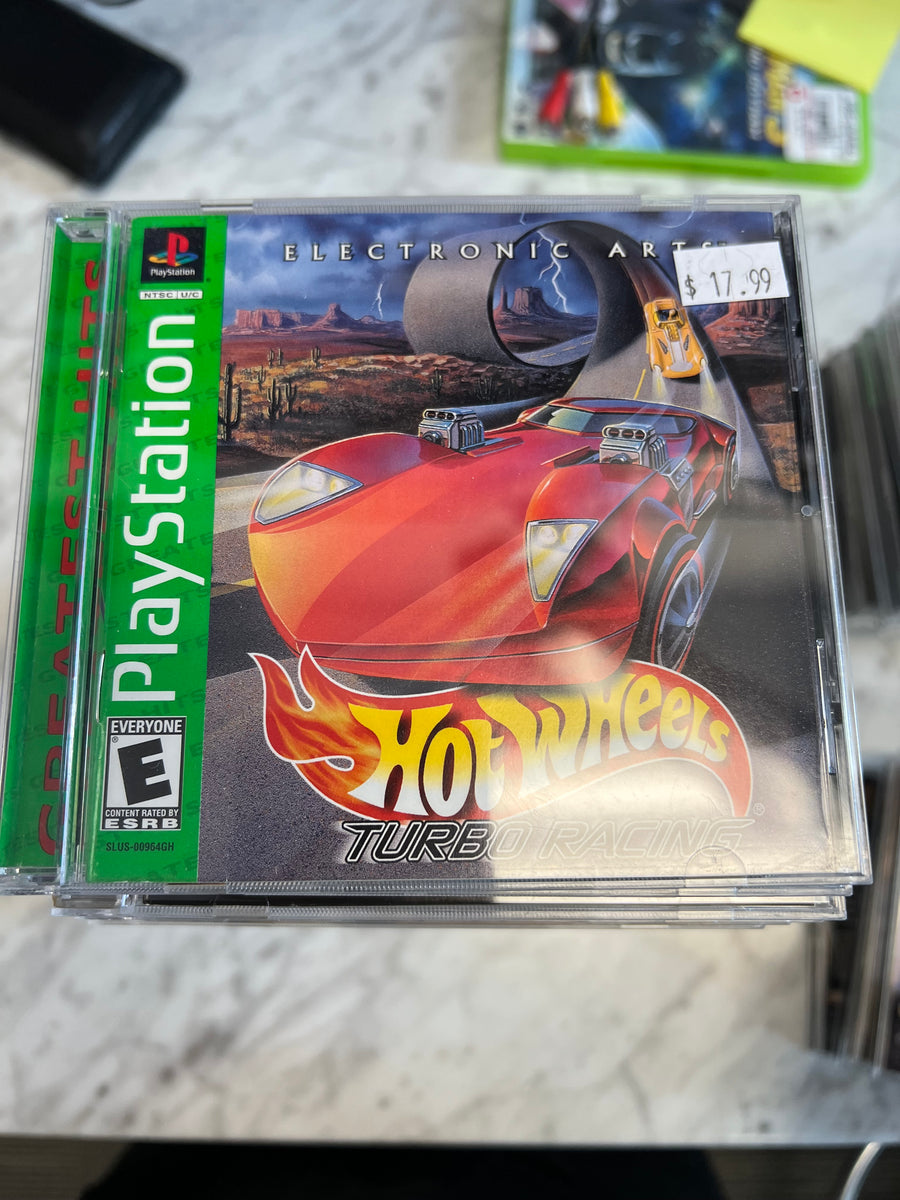 GREATEST HITS
PlayStation
NTSC U/C
PlayStation
EVERYONE
E
CONTENT RATED BY
ESRB
SLUS-00964GH
ELECTRONIC ARTS
$ 17.99
HOT WHEELS
TURBO RACING